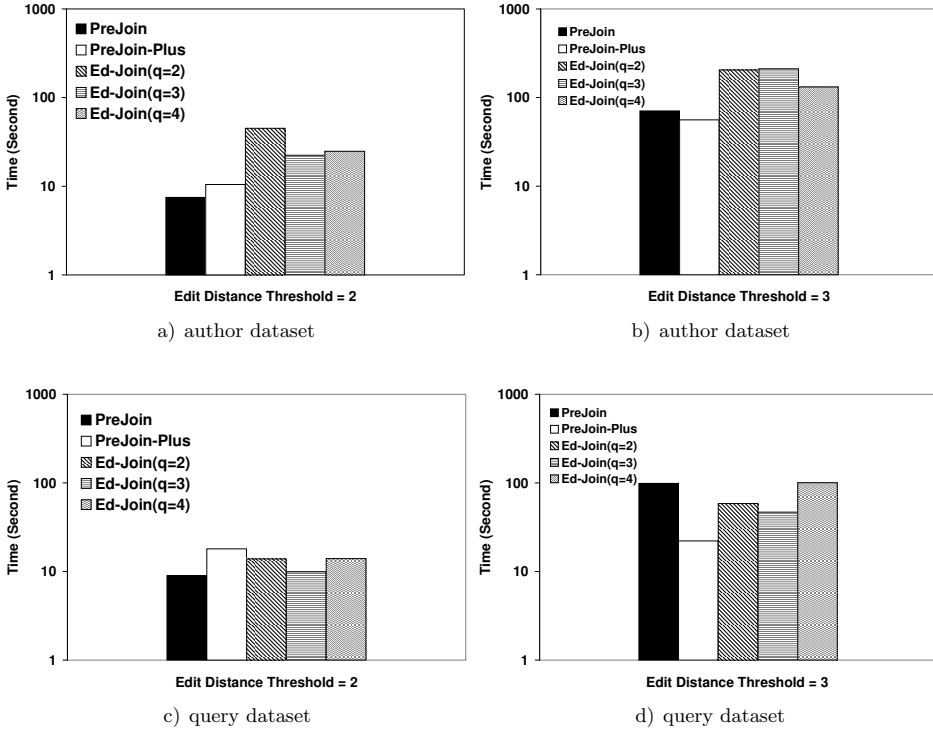 1000
100
10
1
Time (Second)
PreJoin
PreJoin-Plus
Ed-Join(q=2)
Ed-Join(q=3)
Ed-Join(q=4)
Edit Distance Threshold = 2
a) author dataset
1000
100
10
1
Time (Second)
PreJoin
PreJoin-Plus
Ed-Join(q=2)
Ed-Join(q=3)
Ed-Join(q=4)
Edit Distance Threshold = 3
b) author dataset
1000
100
10
1
Time (Second)
PreJoin
PreJoin-Plus
Ed-Join(q=2)
Ed-Join(q=3)
Ed-Join(q=4)
Edit Distance Threshold = 2
c) query dataset
1000
100
10
1
Time (Second)
PreJoin
PreJoin-Plus
Ed-Join(q=2)
Ed-Join(q=3)
Ed-Join(q=4)
Edit Distance Threshold = 3
d) query dataset